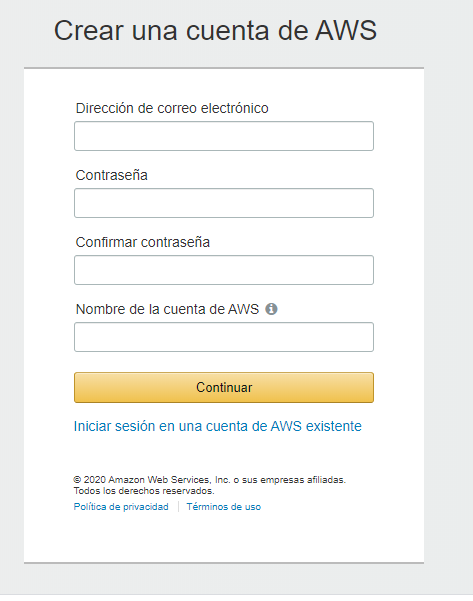 Crear una cuenta de AWS
Dirección de correo electrónico
Contraseña
Confirmar contraseña
Nombre de la cuenta de AWS
Continuar
Iniciar sesión en una cuenta de AWS existente
© 2020 Amazon Web Services, Inc. o sus empresas afiliadas.
Todos los derechos reservados.
Política de privacidad | Términos de uso